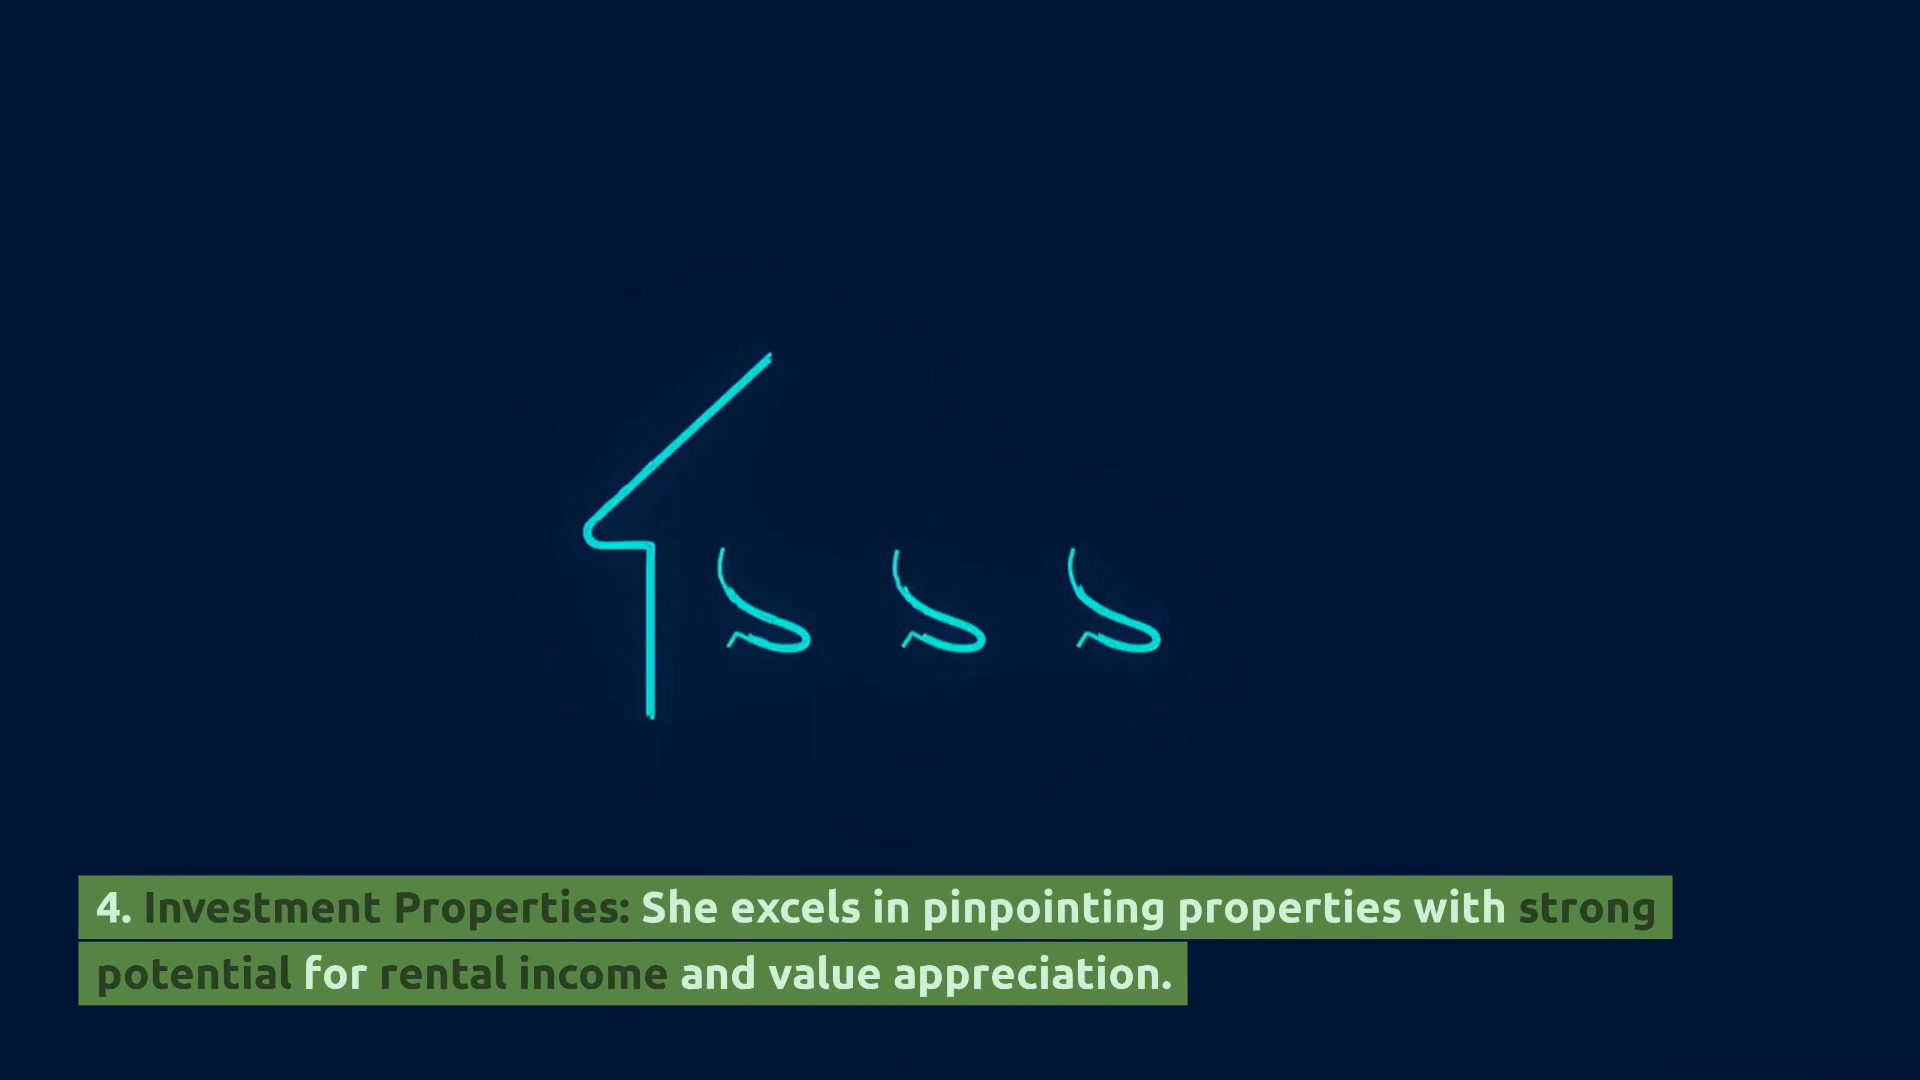 4. Investment Properties: She excels in pinpointing properties with strong
potential for rental income and value appreciation.